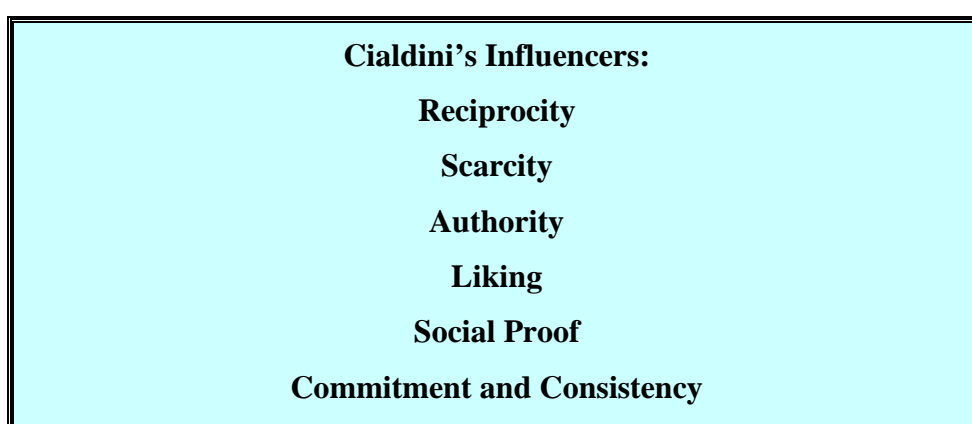 Cialdini’s Influencers:
Reciprocity
Scarcity
Authority
Liking
Social Proof
Commitment and Consistency